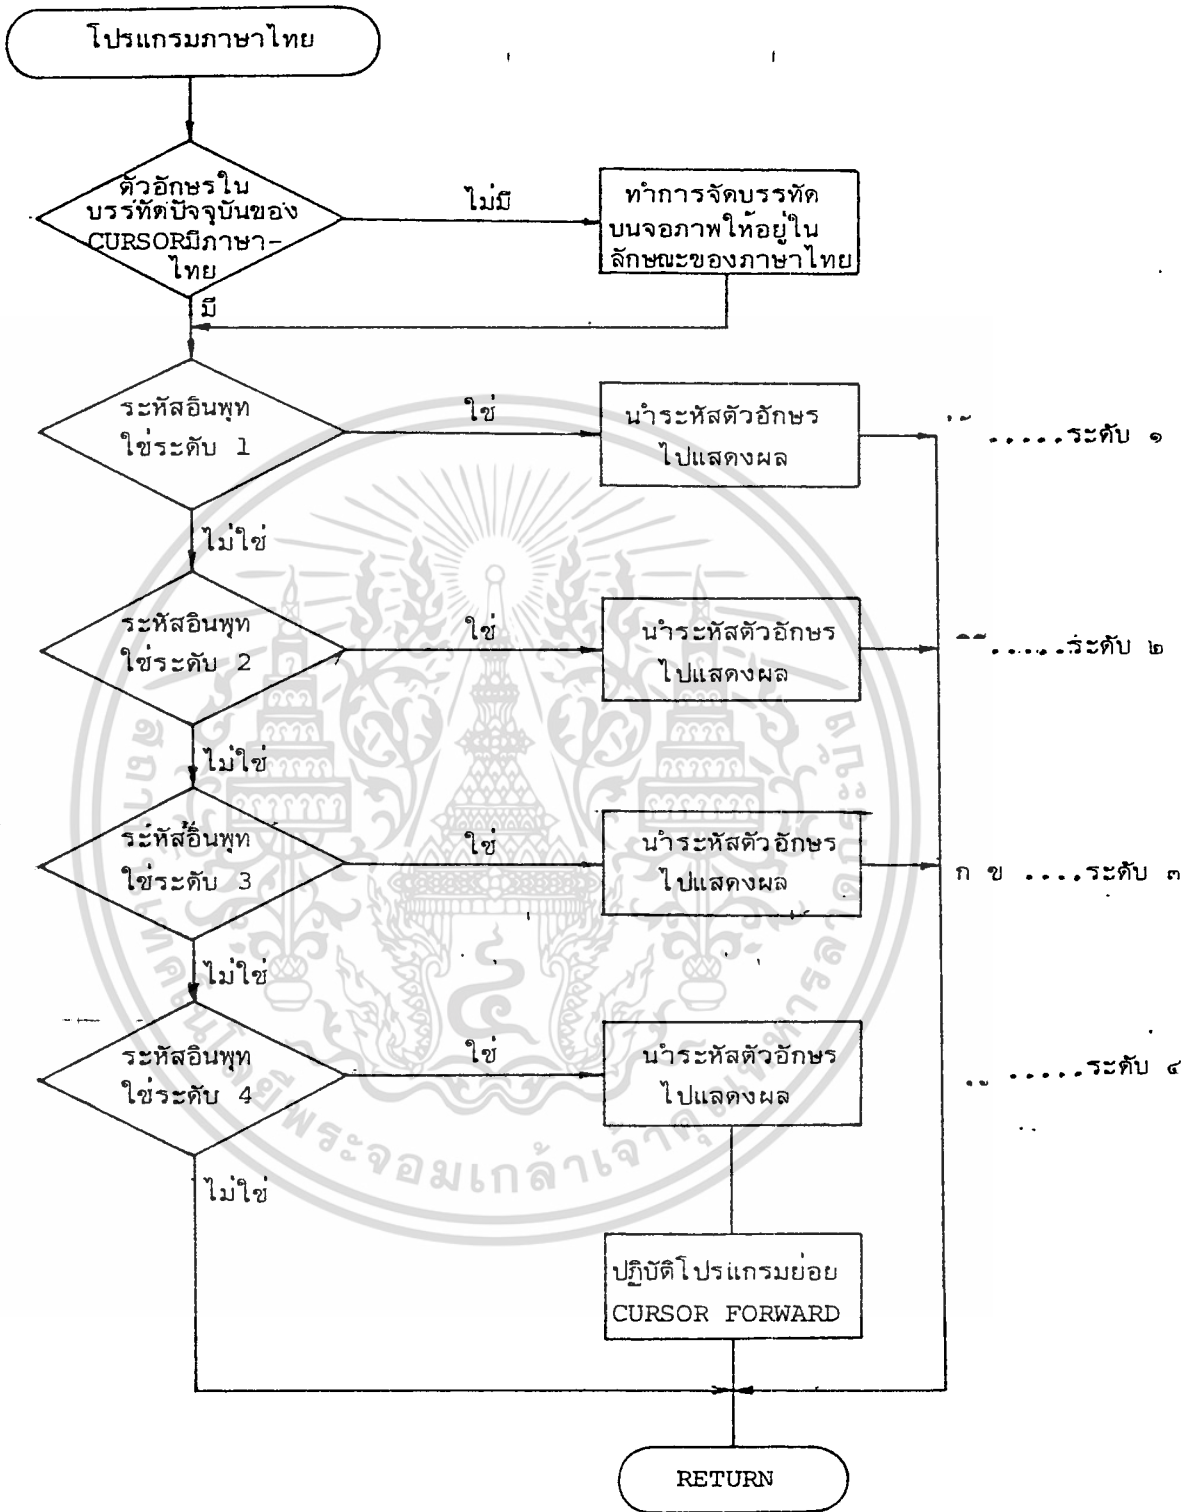 โปรแกรมภาษาไทย
ตัวอักษรใน
บรรทัดปัจจุบันของ
CURSORมีภาษา-
ไทย
ไม่มี
ทำการจัดบรรทัด
บนจอภาพให้อยู่ใน
ลักษณะของภาษาไทย
มี
ระหัสอินพุท
ใช่ระดับ 1
ใช่
นำระหัสตัวอักษร
ไปแสดงผล
.....ระดับ ๑
ไม่ใช่
ระหัสอินพุท
ใช่ระดับ 2
ใช่
นำระหัสตัวอักษร
ไปแสดงผล
.....ระดับ ๒
ไม่ใช่
ระหัสอินพุท
ใช่ระดับ 3
ใช่
นำระหัสตัวอักษร
ไปแสดงผล
ก ข ....ระดับ ๓
ไม่ใช่
ระหัสอินพุท
ใช่ระดับ 4
ใช่
นำระหัสตัวอักษร
ไปแสดงผล
.....ระดับ ๔
ไม่ใช่
ปฏิบัติโปรแกรมย่อย
CURSOR FORWARD
RETURN
พระจอมเกล้าเจ้าคุณทหารลาดกระบัง